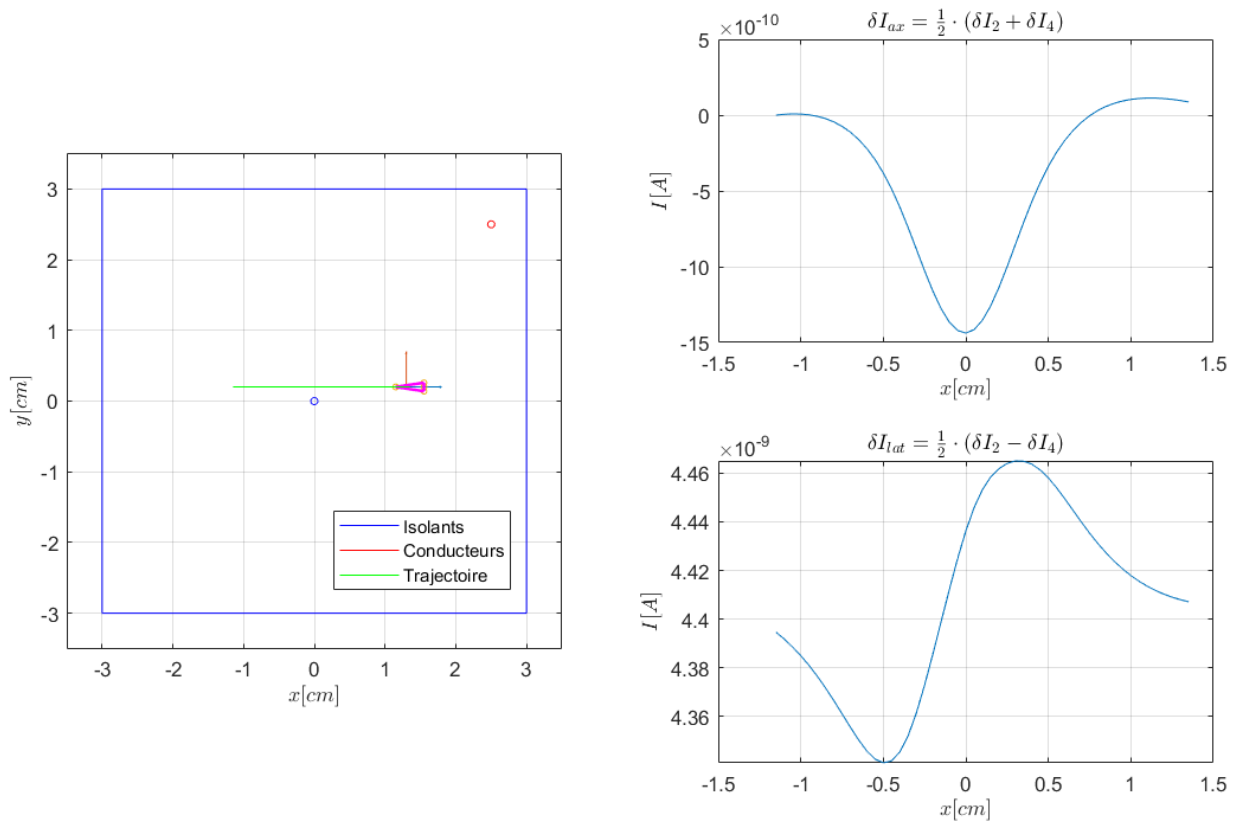 3
2
1
0
-1
-2
-3
y[cm]
-3 -2 -1 0 1 2 3
x[cm]
Isolants
Conducteurs
Trajectoire
×10-10
δI_ax = 1/2 · (δI_2 + δI_4)
5
0
-5
-10
-15
I[A]
-1.5 -1 -0.5 0 0.5 1 1.5
x[cm]
×10-9
δI_lat = 1/2 · (δI_2 − δI_4)
4.46
4.44
4.42
4.4
4.38
4.36
I[A]
-1.5 -1 -0.5 0 0.5 1 1.5
x[cm]